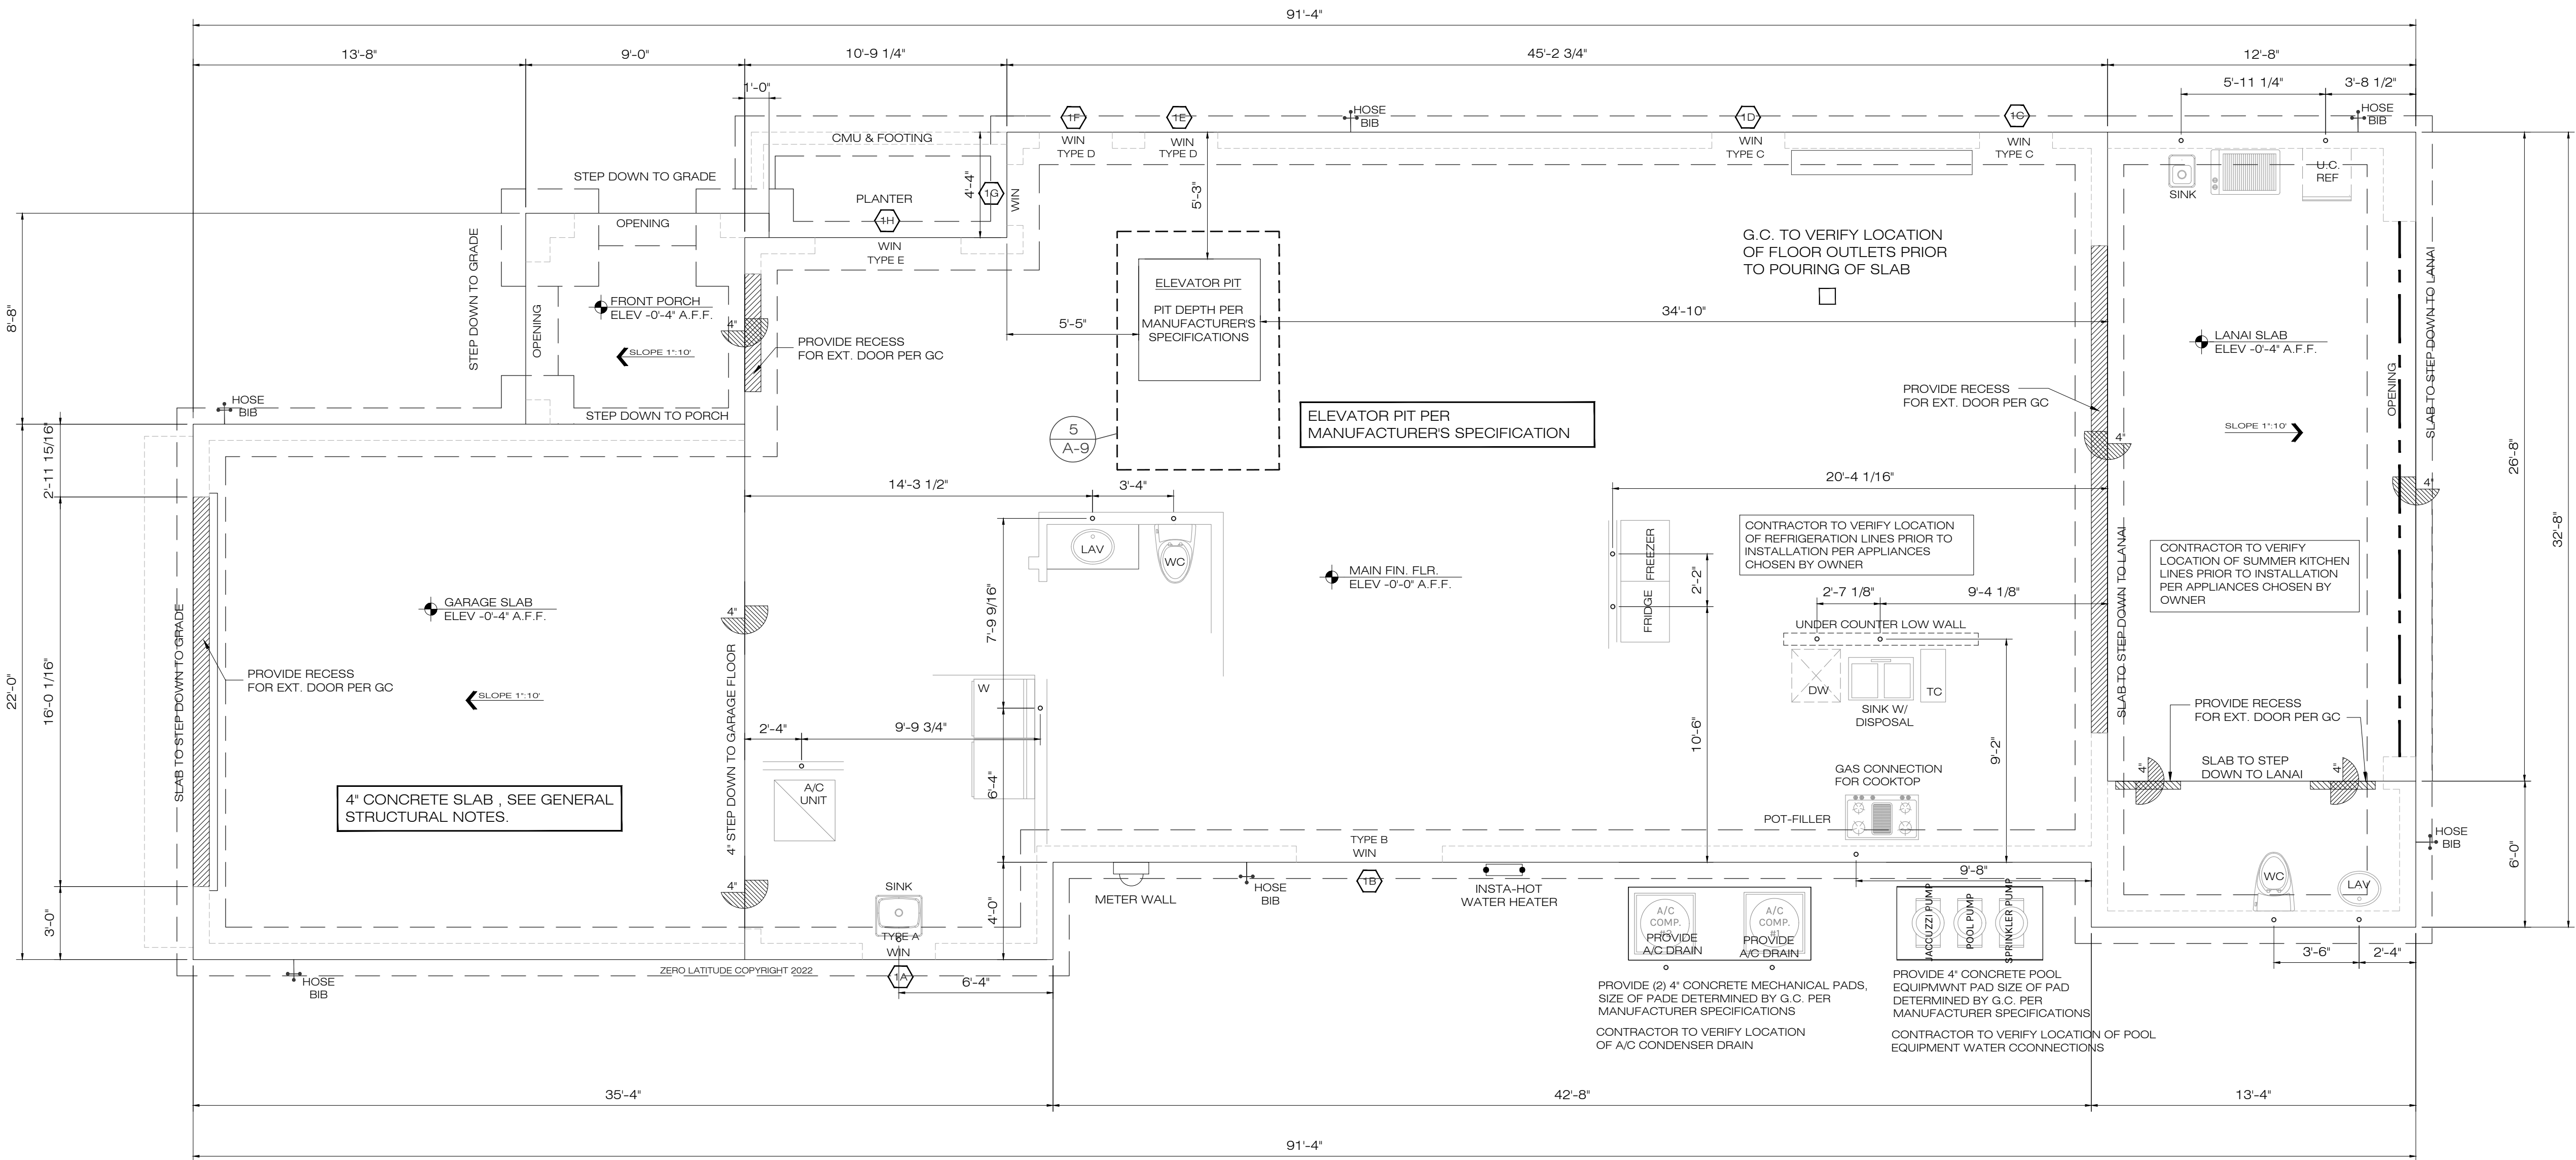 91'-4"
13'-8"
9'-0"
10'-9 1/4"
45'-2 3/4"
12'-8"
1'-0"
5'-11 1/4"
3'-8 1/2"
HOSE
BIB
HOSE
BIB
1F
WIN
TYPE D
1E
WIN
TYPE D
1D
WIN
TYPE C
1C
WIN
TYPE C
CMU & FOOTING
4'-4"
1G
WIN
PLANTER
1H
WIN
TYPE E
STEP DOWN TO GRADE
OPENING
STEP DOWN TO GRADE
OPENING
FRONT PORCH
ELEV -0'-4" A.F.F.
SLOPE 1":10'
STEP DOWN TO PORCH
4"
PROVIDE RECESS
FOR EXT. DOOR PER GC
8'-8"
5'-3"
ELEVATOR PIT
PIT DEPTH PER
MANUFACTURER'S
SPECIFICATIONS
5'-5"
34'-10"
G.C. TO VERIFY LOCATION
OF FLOOR OUTLETS PRIOR
TO POURING OF SLAB
SINK
U.C.
REF
LANAI SLAB
ELEV -0'-4" A.F.F.
SLOPE 1":10'
OPENING
SLAB TO STEP DOWN TO LANAI
4"
PROVIDE RECESS
FOR EXT. DOOR PER GC
4"
5
A-9
ELEVATOR PIT PER
MANUFACTURER'S SPECIFICATION
HOSE
BIB
2'-11 15/16"
16'-0 1/16"
3'-0"
22'-0"
26'-8"
32'-8"
6'-0"
14'-3 1/2"
3'-4"
LAV
WC
7'-9 9/16"
6'-4"
4'-0"
20'-4 1/16"
FREEZER
FRIDGE
2'-2"
10'-6"
CONTRACTOR TO VERIFY LOCATION
OF REFRIGERATION LINES PRIOR TO
INSTALLATION PER APPLIANCES
CHOSEN BY OWNER
2'-7 1/8"
9'-4 1/8"
UNDER COUNTER LOW WALL
DW
SINK W/
DISPOSAL
TC
9'-2"
SLAB TO STEP DOWN TO LANAI
CONTRACTOR TO VERIFY
LOCATION OF SUMMER KITCHEN
LINES PRIOR TO INSTALLATION
PER APPLIANCES CHOSEN BY
OWNER
MAIN FIN. FLR.
ELEV -0'-0" A.F.F.
GARAGE SLAB
ELEV -0'-4" A.F.F.
SLAB TO STEP DOWN TO GRADE
PROVIDE RECESS
FOR EXT. DOOR PER GC
SLOPE 1":10'
4"
4" STEP DOWN TO GARAGE FLOOR
4"
W
2'-4"
9'-9 3/4"
A/C
UNIT
4" CONCRETE SLAB , SEE GENERAL
STRUCTURAL NOTES.
PROVIDE RECESS
FOR EXT. DOOR PER GC
SLAB TO STEP
DOWN TO LANAI
4"
4"
GAS CONNECTION
FOR COOKTOP
POT-FILLER
TYPE B
WIN
1B
METER WALL
HOSE
BIB
INSTA-HOT
WATER HEATER
9'-8"
HOSE
BIB
WC
LAV
3'-6"
2'-4"
SINK
TYPE A
WIN
1A
6'-4"
ZERO LATITUDE COPYRIGHT 2022
HOSE
BIB
A/C
COMP.
#2
PROVIDE
A/C DRAIN
A/C
COMP.
#1
PROVIDE
A/C DRAIN
JACCUZZI PUMP
POOL PUMP
SPRINKLER PUMP
PROVIDE (2) 4" CONCRETE MECHANICAL PADS,
SIZE OF PADE DETERMINED BY G.C. PER
MANUFACTURER SPECIFICATIONS
CONTRACTOR TO VERIFY LOCATION
OF A/C CONDENSER DRAIN
PROVIDE 4" CONCRETE POOL
EQUIPMWNT PAD SIZE OF PAD
DETERMINED BY G.C. PER
MANUFACTURER SPECIFICATIONS
CONTRACTOR TO VERIFY LOCATION OF POOL
EQUIPMENT WATER CCONNECTIONS
35'-4"
42'-8"
13'-4"
91'-4"